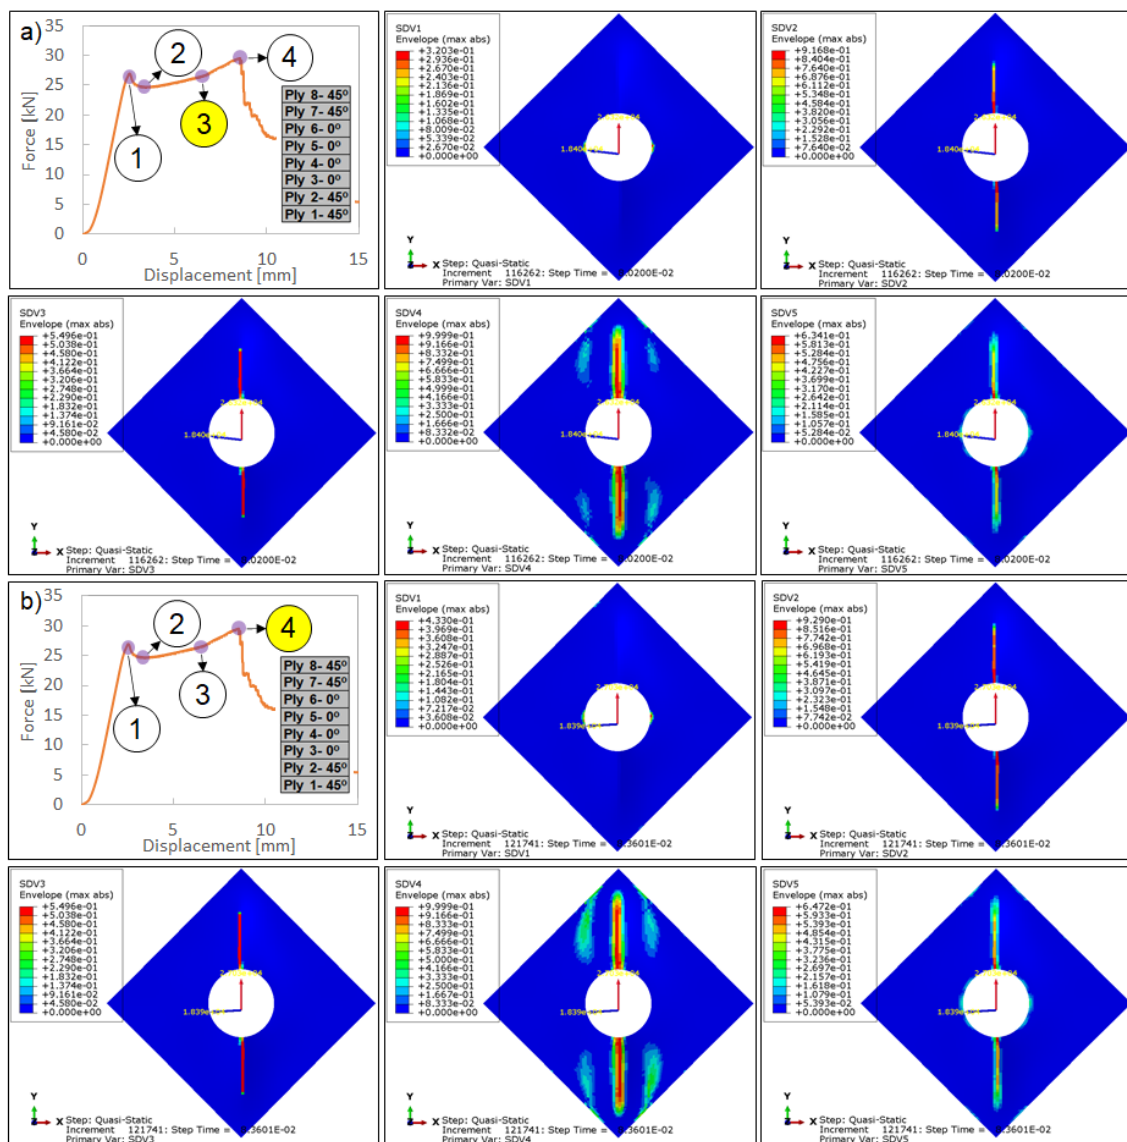 a)
35
30
25
20
15
10
5
0
Force [kN]
1
2
3
4
Ply 8- 45º
Ply 7- 45º
Ply 6- 0º
Ply 5- 0º
Ply 4- 0º
Ply 3- 0º
Ply 2- 45º
Ply 1- 45º
0 5 10 15
Displacement [mm]
SDV1
Envelope (max abs)
+3.203e-01
+2.936e-01
+2.670e-01
+2.403e-01
+2.136e-01
+1.869e-01
+1.602e-01
+1.335e-01
+1.068e-01
+8.009e-02
+5.339e-02
+2.670e-02
+0.000e+00
Y
X
Step: Quasi-Static
Increment 116262: Step Time =
Primary Var: SDV1
SDV2
Envelope (max abs)
+9.168e-01
+8.404e-01
+7.640e-01
+6.876e-01
+6.112e-01
+5.348e-01
+4.584e-01
+3.820e-01
+3.056e-01
+2.292e-01
+1.528e-01
+7.640e-02
+0.000e+00
Y
X
Step: Quasi-Static
Increment 116262: Step Time =
Primary Var: SDV2
SDV3
Envelope (max abs)
+5.496e-01
+5.038e-01
+4.580e-01
+4.122e-01
+3.664e-01
+3.206e-01
+2.748e-01
+2.290e-01
+1.832e-01
+1.374e-01
+9.161e-02
+4.580e-02
+0.000e+00
Y
X
Step: Quasi-Static
Increment 116262: Step Time =
Primary Var: SDV3
SDV4
Envelope (max abs)
+9.999e-01
+9.166e-01
+8.332e-01
+7.499e-01
+6.666e-01
+5.833e-01
+4.999e-01
+4.166e-01
+3.333e-01
+2.500e-01
+1.666e-01
+8.332e-02
+0.000e+00
Y
X
Step: Quasi-Static
Increment 116262: Step Time =
Primary Var: SDV4
SDV5
Envelope (max abs)
+6.341e-01
+5.813e-01
+5.284e-01
+4.756e-01
+4.227e-01
+3.699e-01
+3.170e-01
+2.642e-01
+2.114e-01
+1.585e-01
+1.057e-01
+5.284e-02
+0.000e+00
Y
X
Step: Quasi-Static
Increment 116262: Step Time =
Primary Var: SDV5
b)
35
30
25
20
15
10
5
0
Force [kN]
1
2
3
4
Ply 8- 45º
Ply 7- 45º
Ply 6- 0º
Ply 5- 0º
Ply 4- 0º
Ply 3- 0º
Ply 2- 45º
Ply 1- 45º
0 5 10 15
Displacement [mm]
SDV1
Envelope (max abs)
+4.330e-01
+3.969e-01
+3.608e-01
+3.247e-01
+2.887e-01
+2.526e-01
+2.165e-01
+1.804e-01
+1.443e-01
+1.082e-01
+7.217e-02
+3.608e-02
+0.000e+00
Y
X
Step: Quasi-Static
Increment 121741: Step Time =
Primary Var: SDV1
SDV2
Envelope (max abs)
+9.290e-01
+8.516e-01
+7.742e-01
+6.968e-01
+6.193e-01
+5.419e-01
+4.645e-01
+3.871e-01
+3.097e-01
+2.323e-01
+1.548e-01
+7.742e-02
+0.000e+00
Y
X
Step: Quasi-Static
Increment 121741: Step Time =
Primary Var: SDV2
SDV3
Envelope (max abs)
+5.496e-01
+5.038e-01
+4.580e-01
+4.122e-01
+3.664e-01
+3.206e-01
+2.748e-01
+2.290e-01
+1.832e-01
+1.374e-01
+9.161e-02
+4.580e-02
+0.000e+00
Y
X
Step: Quasi-Static
Increment 121741: Step Time =
Primary Var: SDV3
SDV4
Envelope (max abs)
+9.999e-01
+9.166e-01
+8.333e-01
+7.499e-01
+6.666e-01
+5.833e-01
+5.000e-01
+4.166e-01
+3.333e-01
+2.500e-01
+1.667e-01
+8.333e-02
+0.000e+00
Y
X
Step: Quasi-Static
Increment 121741: Step Time =
Primary Var: SDV4
SDV5
Envelope (max abs)
+6.472e-01
+5.933e-01
+5.393e-01
+4.854e-01
+4.315e-01
+3.775e-01
+3.236e-01
+2.697e-01
+2.157e-01
+1.618e-01
+1.079e-01
+5.393e-02
+0.000e+00
Y
X
Step: Quasi-Static
Increment 121741: Step Time =
Primary Var: SDV5